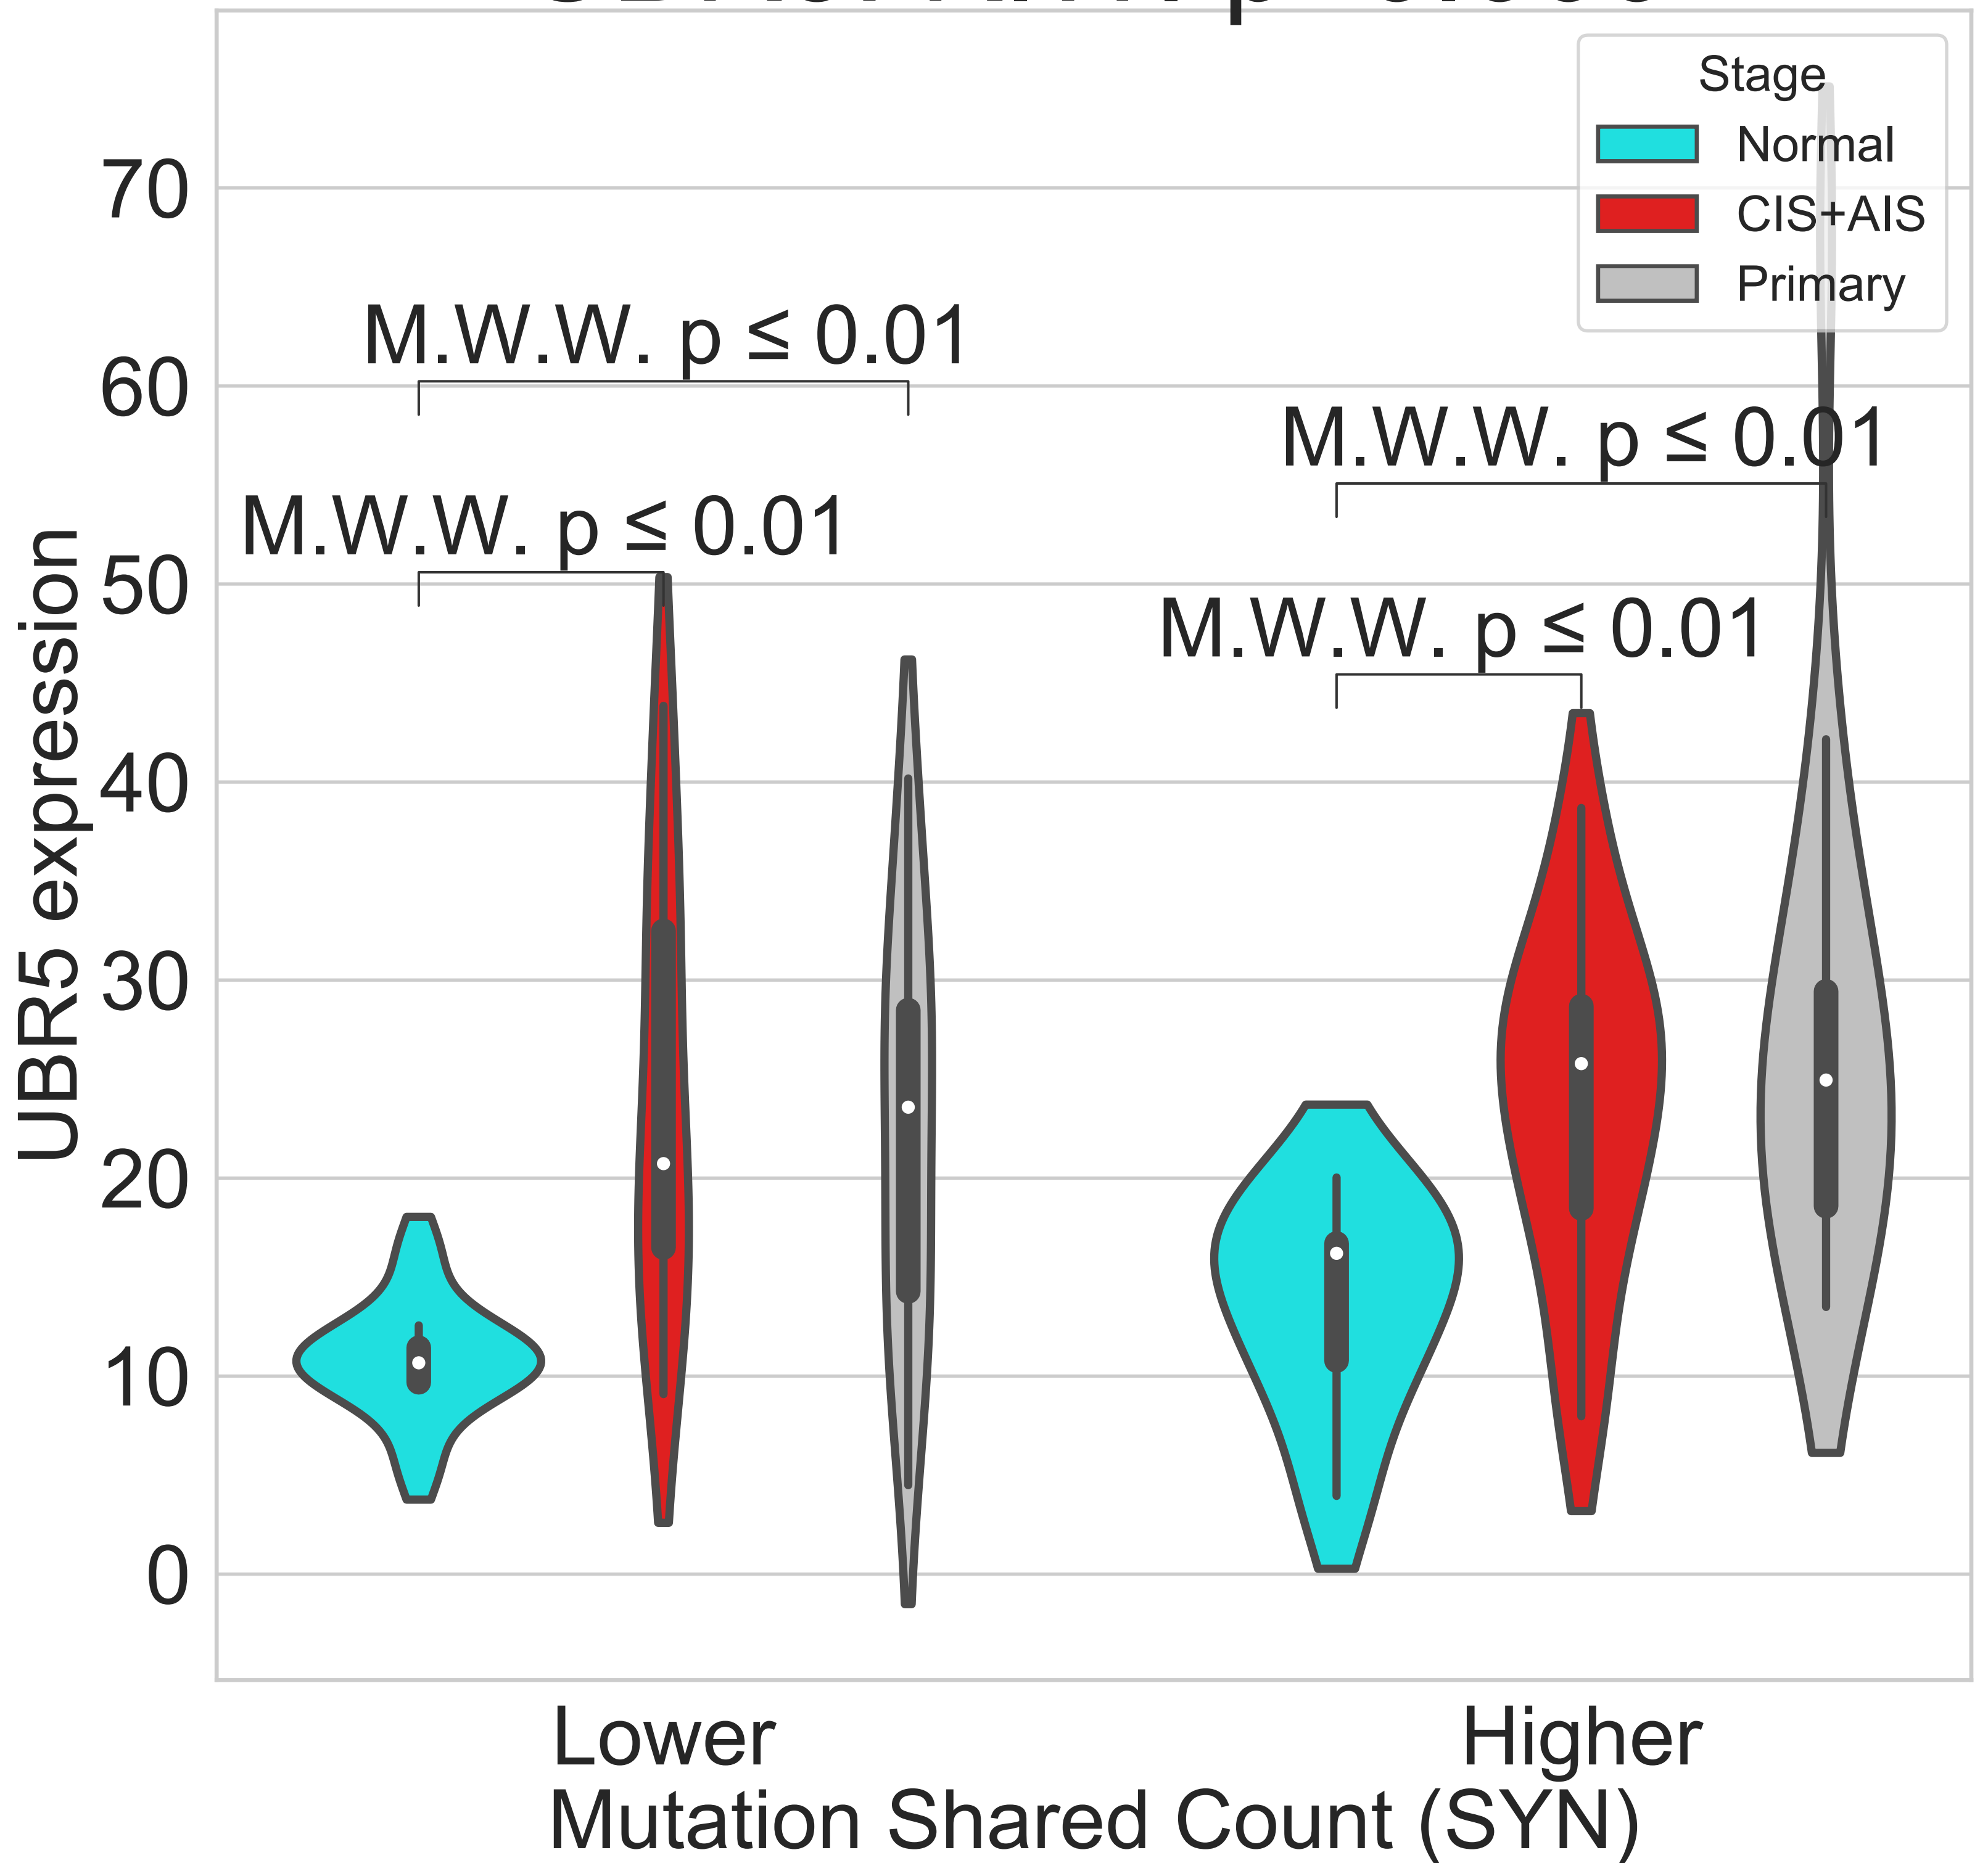 Stage
Normal
CIS+AIS
Primary
70
60
50
40
30
20
10
0
UBR5 expression
M.W.W. p ≤ 0.01
M.W.W. p ≤ 0.01
M.W.W. p ≤ 0.01
M.W.W. p ≤ 0.01
Lower Higher
Mutation Shared Count (SYN)